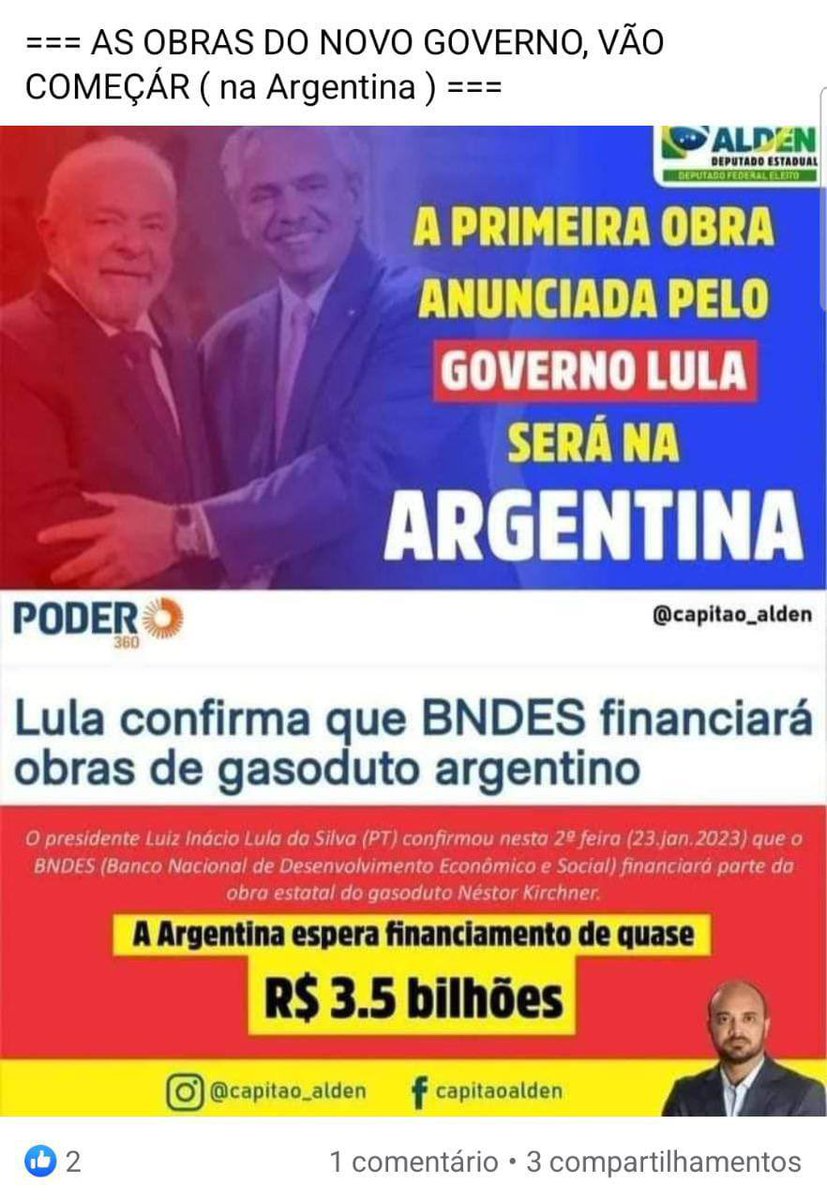 === AS OBRAS DO NOVO GOVERNO, VÃO
COMEÇÁR ( na Argentina ) ===
ALDEN
DEPUTADO ESTADUAL
DEPUTADO FEDERAL ELEITO
A PRIMEIRA OBRA
ANUNCIADA PELO
GOVERNO LULA
SERÁ NA
ARGENTINA
PODER
360
@capitao_alden
Lula confirma que BNDES financiará
obras de gasoduto argentino
O presidente Luiz Inácio Lula da Silva (PT) confirmou nesta 2ª feira (23.jan.2023) que o
BNDES (Banco Nacional de Desenvolvimento Econômico e Social) financiará parte da
obra estatal do gasoduto Néstor Kirchner.
A Argentina espera financiamento de quase
R$ 3.5 bilhões
@capitao_alden f capitaoalden
2 1 comentário • 3 compartilhamentos